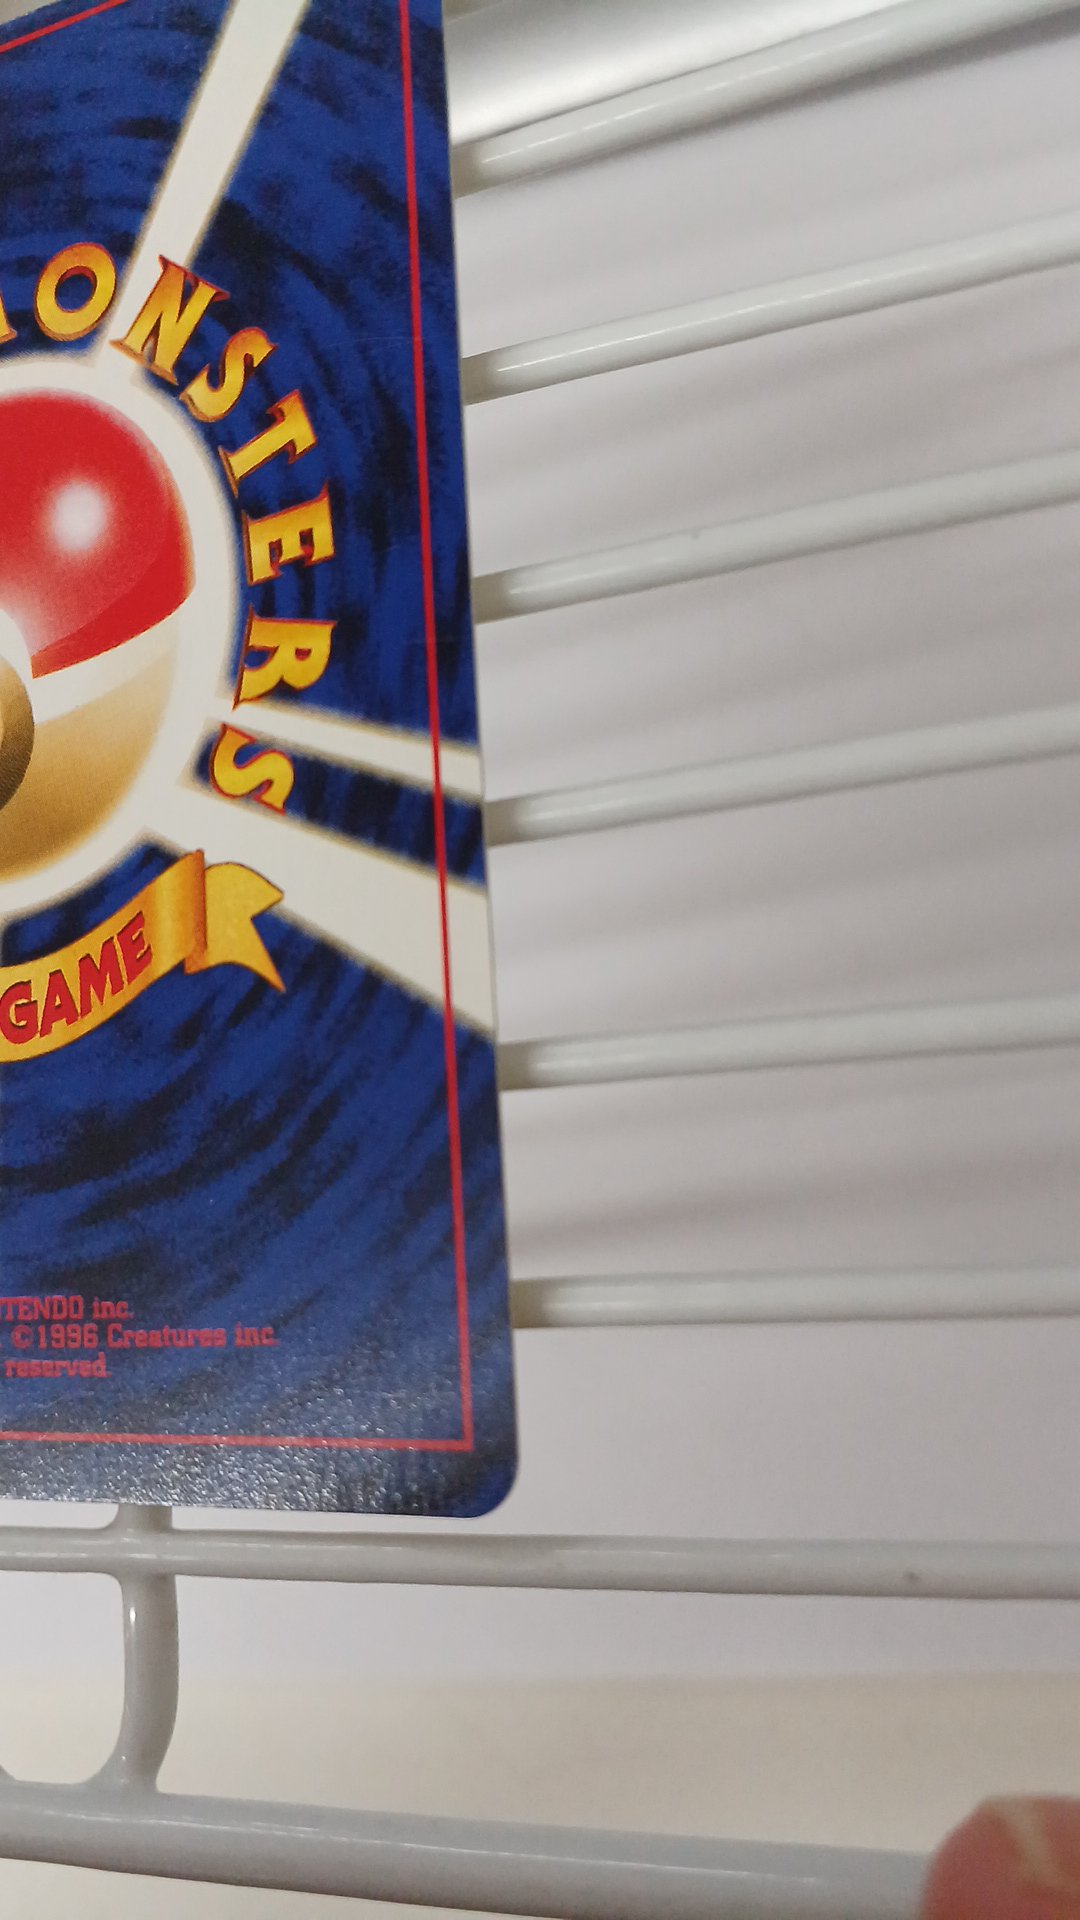 ONSTERS
GAME
TENDO inc.
©1996 Creatures inc.
reserved.